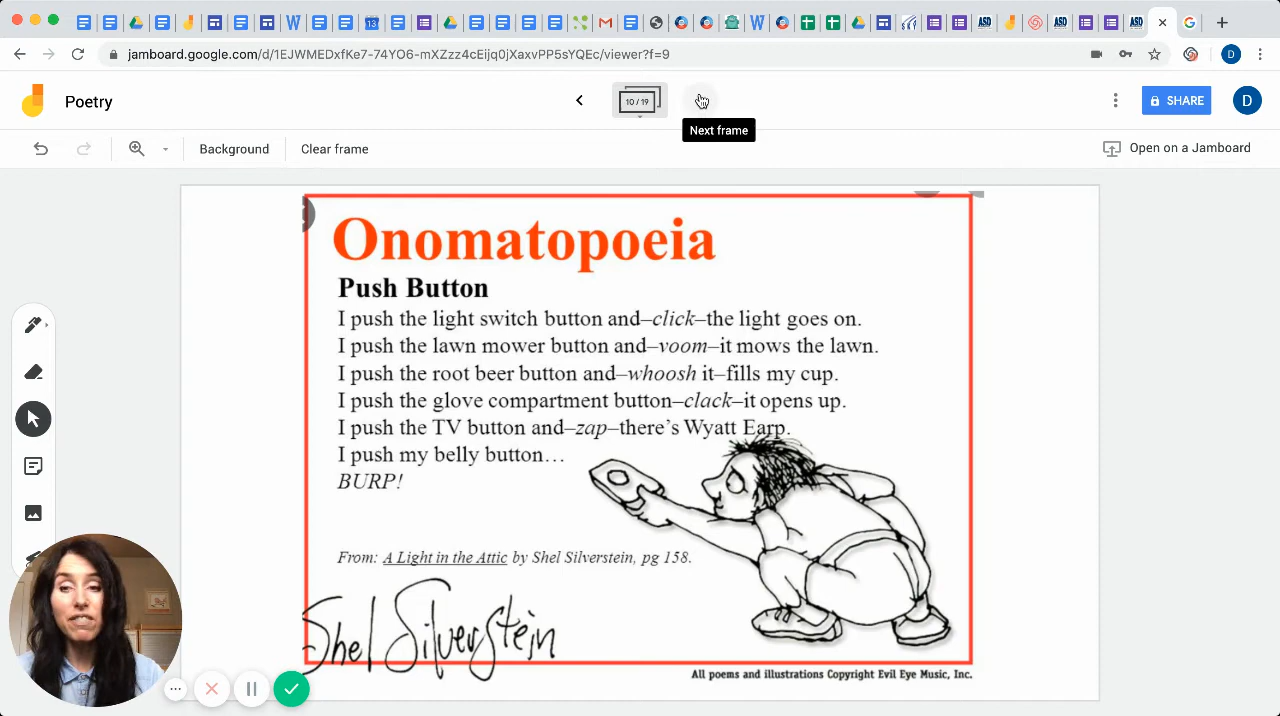 13
ASD
ASD
ASD
jamboard.google.com/d/1EJWMEDxfKe7-74YO6-mXZzz4cEijq0jXaxvPP5sYQEc/viewer?f=9
D
Poetry
10 / 19
SHARE
D
Next frame
Background
Clear frame
Open on a Jamboard
Onomatopoeia
Push Button
I push the light switch button and–click–the light goes on.
I push the lawn mower button and–voom–it mows the lawn.
I push the root beer button and–whoosh it–fills my cup.
I push the glove compartment button–clack–it opens up.
I push the TV button and–zap–there's Wyatt Earp.
I push my belly button…
BURP!
From: A Light in the Attic by Shel Silverstein, pg 158.
Shel Silverstein
All poems and illustrations Copyright Evil Eye Music, Inc.